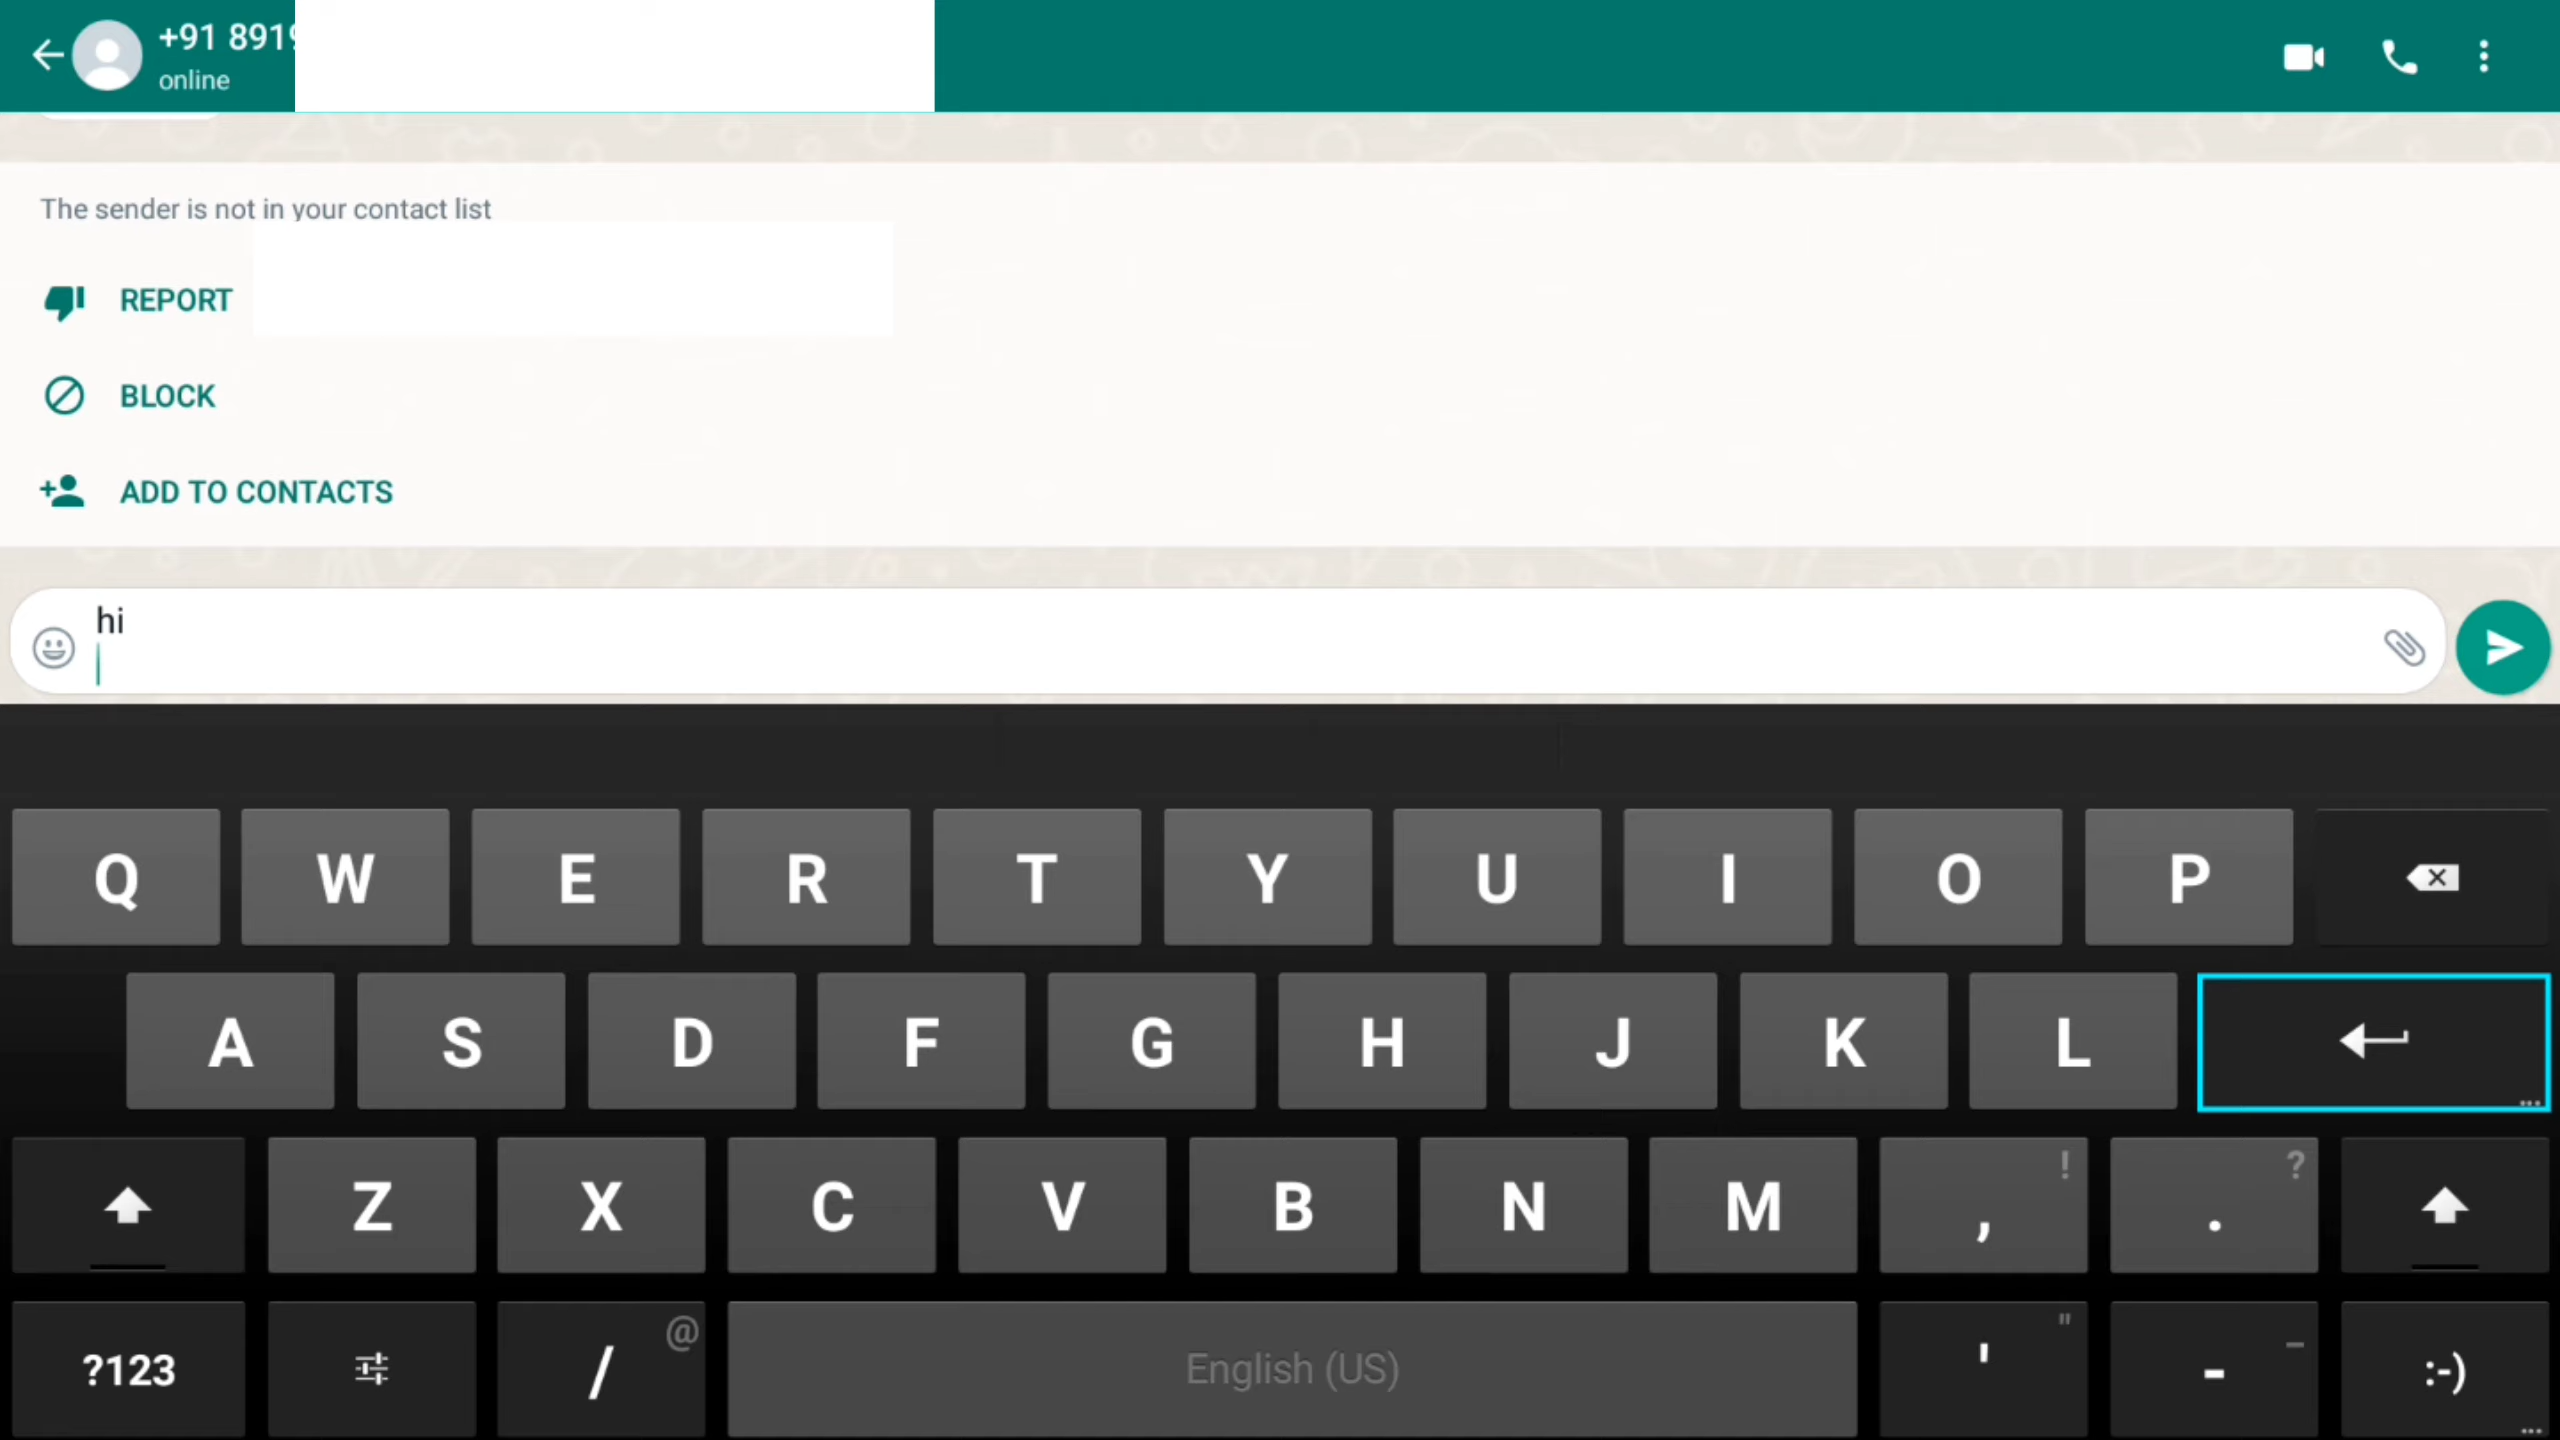 +91 8919
online
The sender is not in your contact list
REPORT
BLOCK
ADD TO CONTACTS
hi
Q W E R T Y U I O P
A S D F G H J K L
Z X C V B N M , ! . ?
?123 / @ English (US) ' " - _ :-)